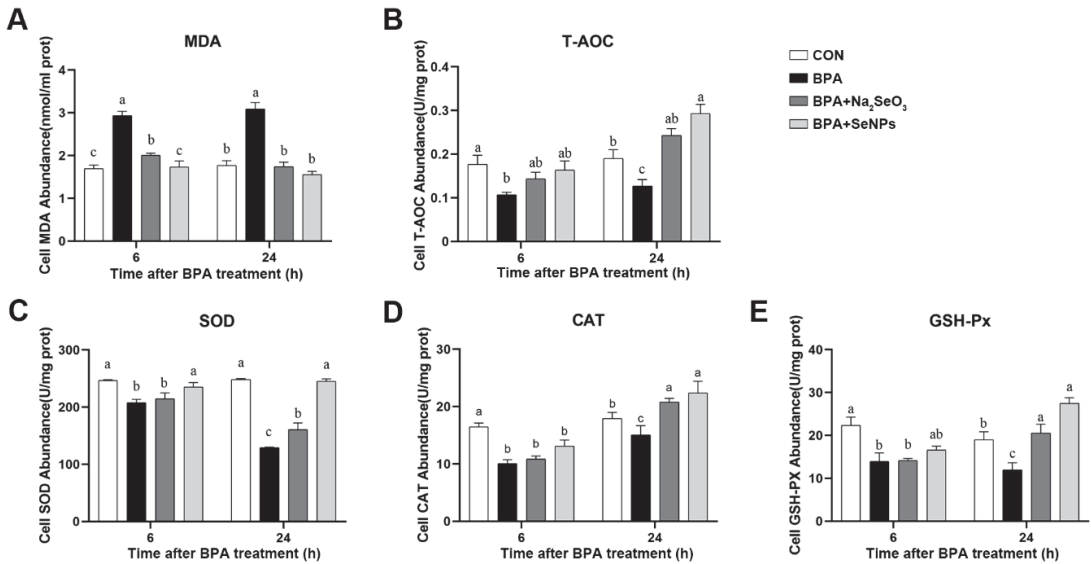 A
MDA
Cell MDA Abundance(nmol/ml prot)
4
3
2
1
0
c
a
b
c
b
a
b
b
6
24
Time after BPA treatment (h)
B
T-AOC
Cell T-AOC Abundance(U/mg prot)
0.4
0.3
0.2
0.1
0
a
b
ab
ab
b
c
ab
a
6
24
Time after BPA treatment (h)
CON
BPA
BPA+Na₂SeO₃
BPA+SeNPs
C
SOD
Cell SOD Abundance(U/mg prot)
300
200
100
0
a
b
b
a
a
c
b
a
6
24
Time after BPA treatment (h)
D
CAT
Cell CAT Abundance(U/mg prot)
30
20
10
0
a
b
b
b
b
c
a
a
6
24
Time after BPA treatment (h)
E
GSH-Px
Cell GSH-PX Abundance(U/mg prot)
40
30
20
10
0
a
b
b
ab
b
c
a
a
6
24
Time after BPA treatment (h)